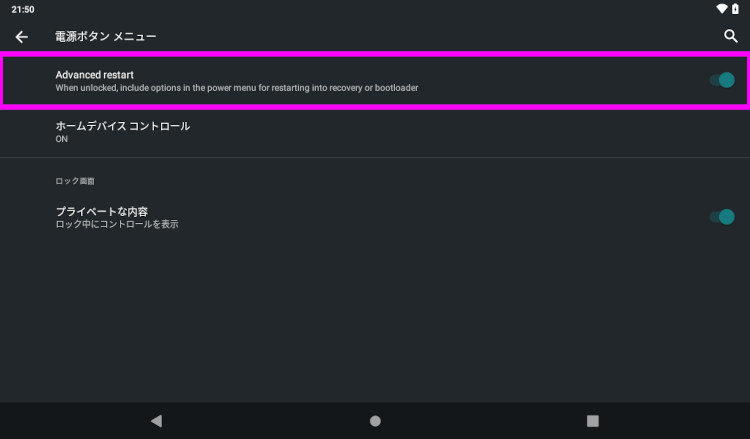 21:50
電源ボタン メニュー
Advanced restart
When unlocked, include options in the power menu for restarting into recovery or bootloader
ホームデバイス コントロール
ON
ロック画面
プライベートな内容
ロック中にコントロールを表示